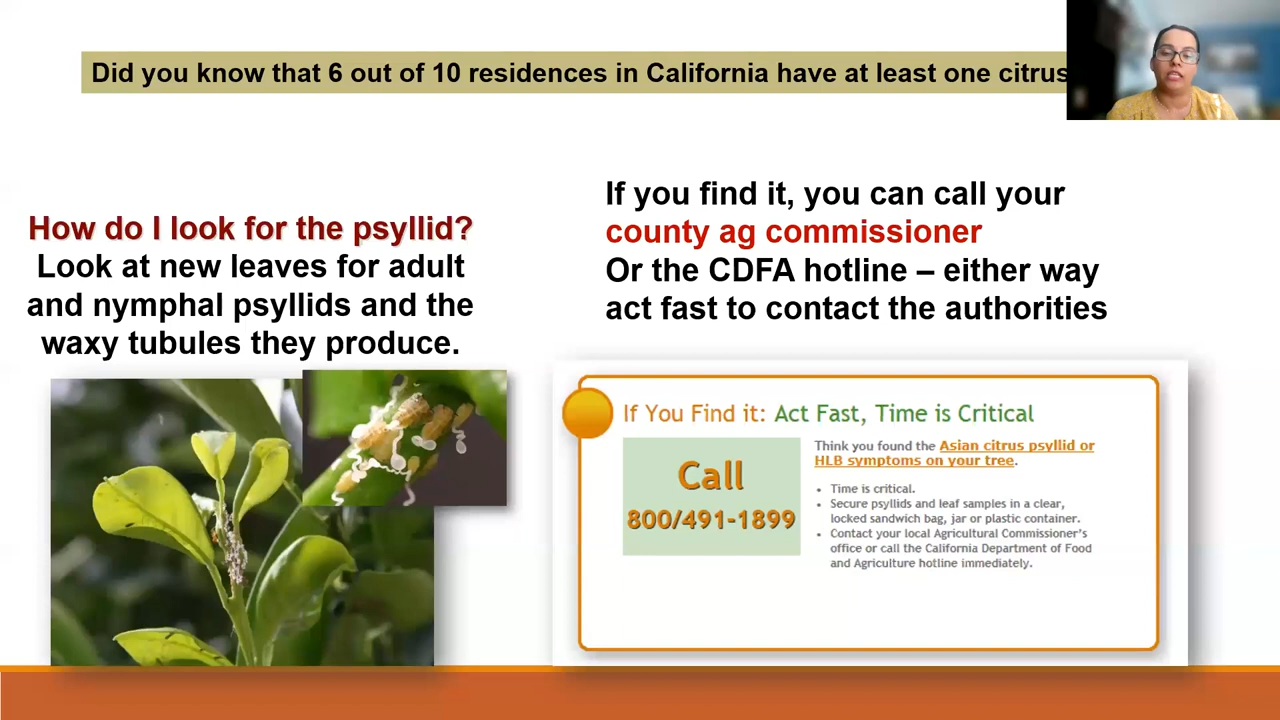 Did you know that 6 out of 10 residences in California have at least one citrus
How do I look for the psyllid?
Look at new leaves for adult
and nymphal psyllids and the
waxy tubules they produce.
If you find it, you can call your
county ag commissioner
Or the CDFA hotline – either way
act fast to contact the authorities
If You Find it: Act Fast, Time is Critical
Call
800/491-1899
Think you found the Asian citrus psyllid or
HLB symptoms on your tree.
• Time is critical.
• Secure psyllids and leaf samples in a clear,
locked sandwich bag, jar or plastic container.
• Contact your local Agricultural Commissioner's
office or call the California Department of Food
and Agriculture hotline immediately.